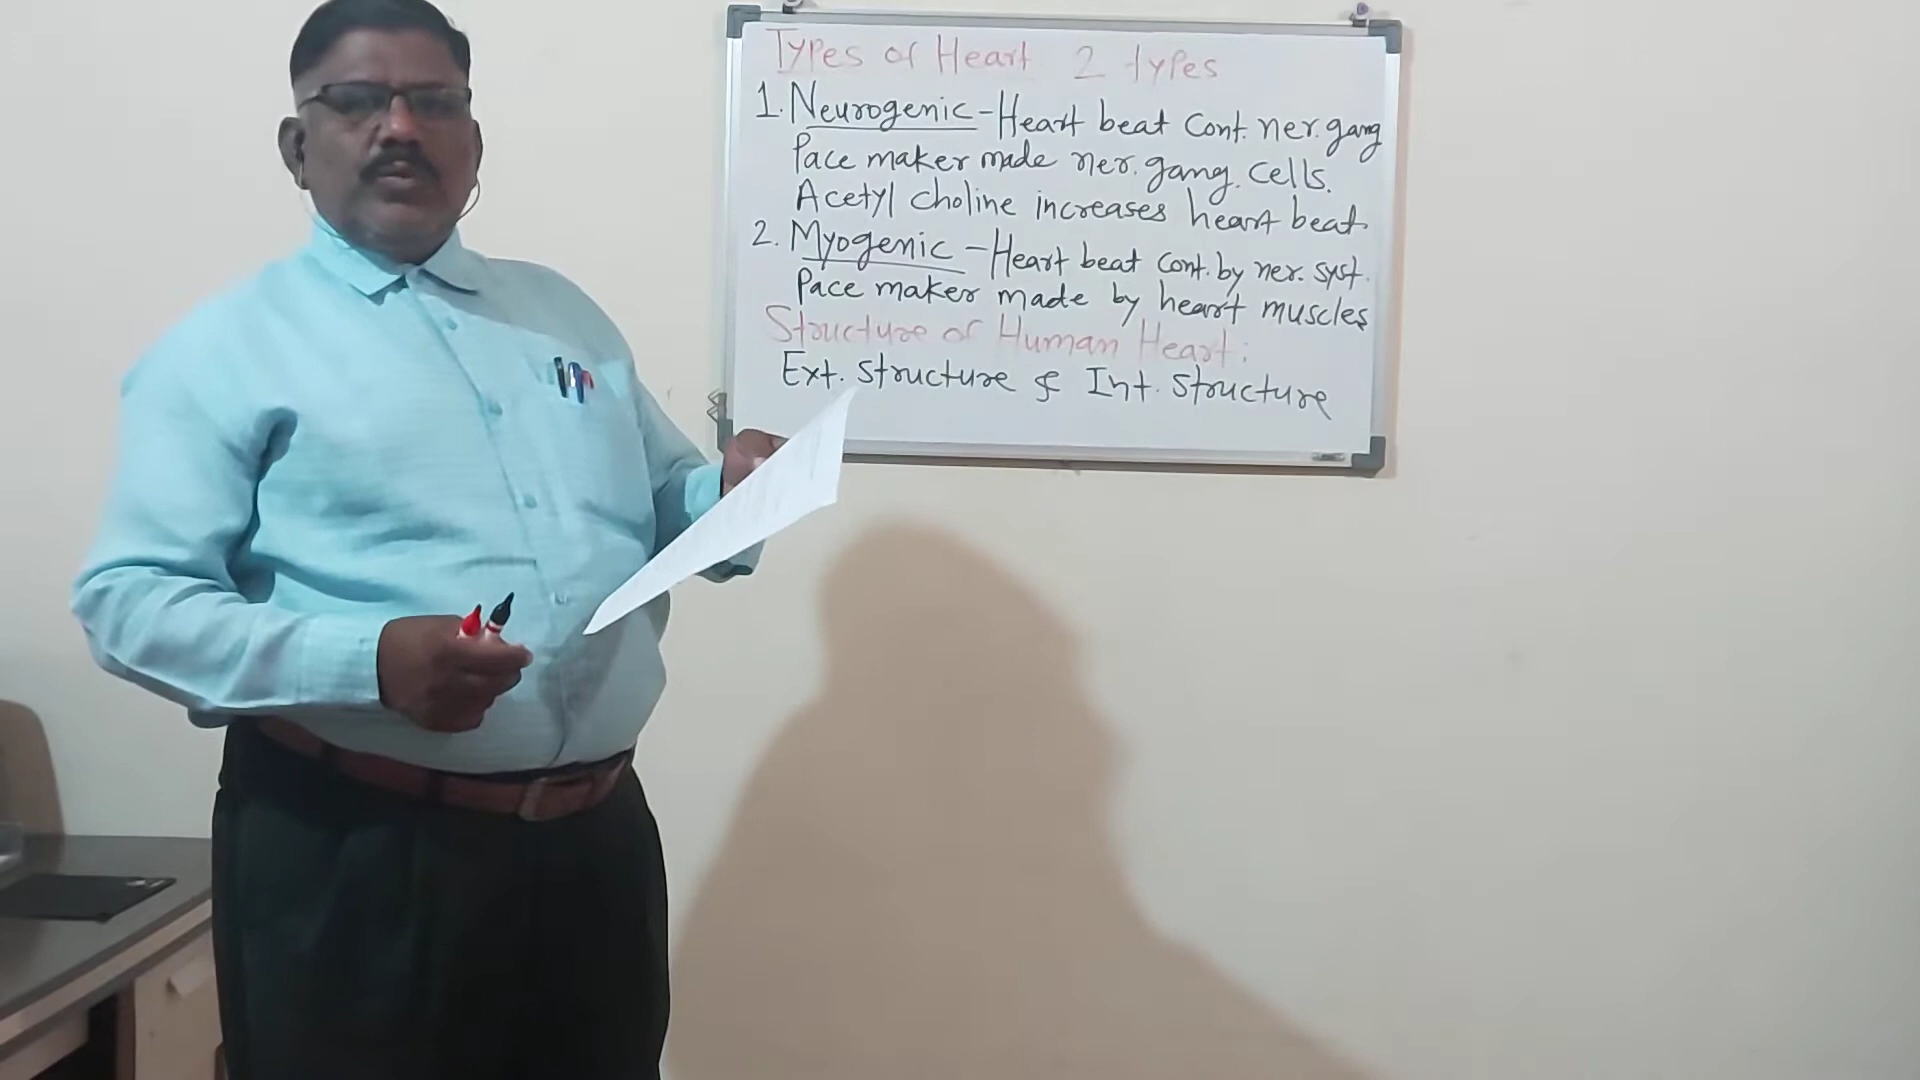 Types of Heart 2 types
1. Neurogenic - Heart beat Cont. ner. gang
Pace maker made ner. gang. cells.
Acetyl choline increases heart beat.
2. Myogenic - Heart beat cont. by ner. syst.
Pace maker made by heart muscles
Structure of Human Heart:
Ext. structure & Int. structure